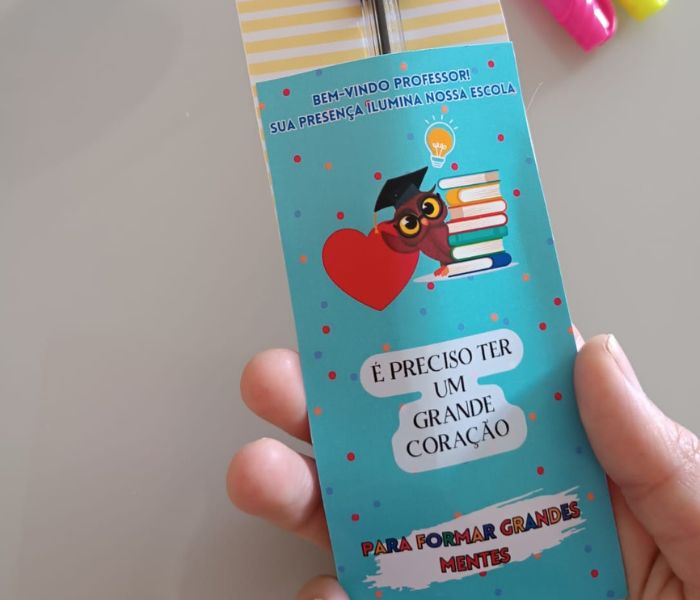 BEM-VINDO PROFESSOR!
SUA PRESENÇA ILUMINA NOSSA ESCOLA
É PRECISO TER
UM
GRANDE
CORAÇÃO
PARA FORMAR GRANDES
MENTES